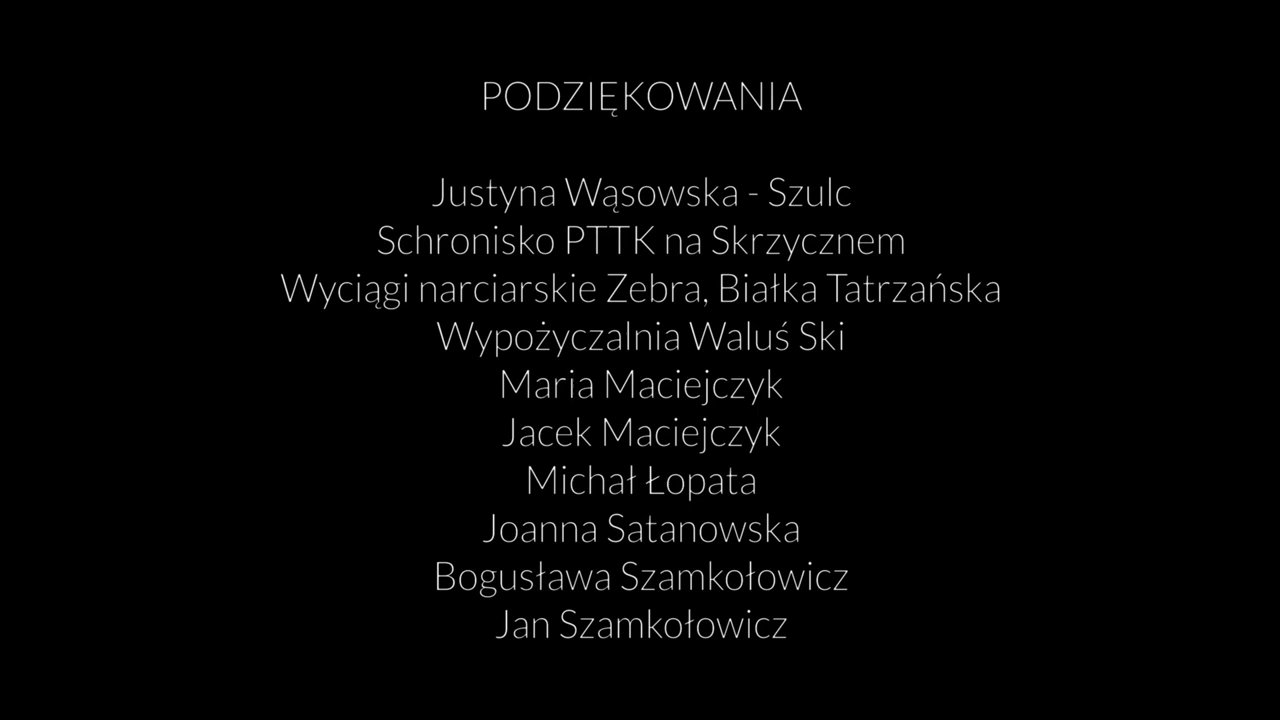 PODZIĘKOWANIA
Justyna Wąsowska - Szulc
Schronisko PTTK na Skrzycznem
Wyciągi narciarskie Zebra, Białka Tatrzańska
Wypożyczalnia Waluś Ski
Maria Maciejczyk
Jacek Maciejczyk
Michał Łopata
Joanna Satanowska
Bogusława Szamkołowicz
Jan Szamkołowicz